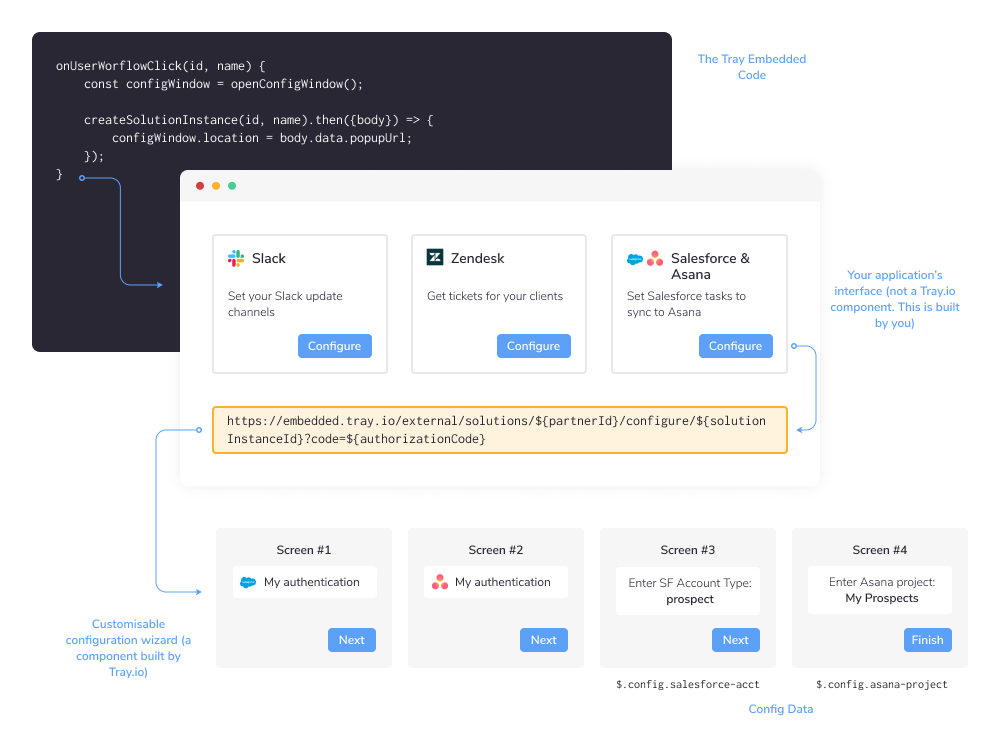 onUserWorflowClick(id, name) {
const configWindow = openConfigWindow();
createSolutionInstance(id, name).then({body}) => {
configWindow.location = body.data.popupUrl;
});
}
The Tray Embedded
Code
Slack
Set your Slack update
channels
Configure
Zendesk
Get tickets for your clients
Configure
Salesforce &
Asana
Set Salesforce tasks to
sync to Asana
Configure
Your application's
interface (not a Tray.io
component. This is built
by you)
https://embedded.tray.io/external/solutions/${partnerId}/configure/${solution
InstanceId}?code=${authorizationCode}
Customisable
configuration wizard (a
component built by
Tray.io)
Screen #1
My authentication
Next
Screen #2
My authentication
Next
Screen #3
Enter SF Account Type:
prospect
Next
$.config.salesforce-acct
Screen #4
Enter Asana project:
My Prospects
Finish
$.config.asana-project
Config Data